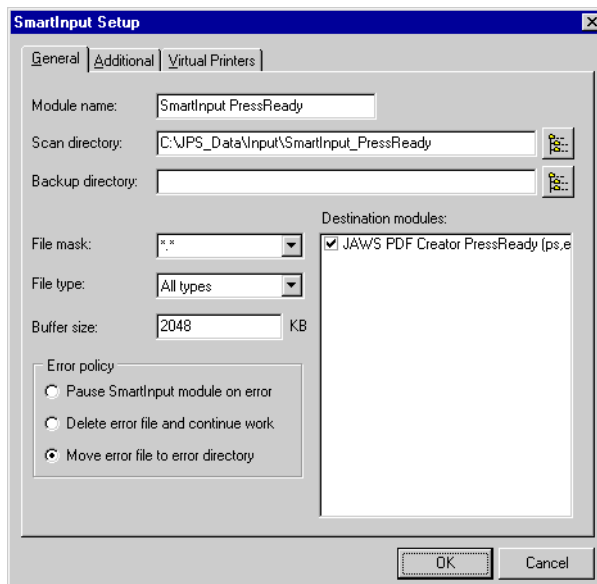 SmartInput Setup
General Additional Virtual Printers
Module name: SmartInput PressReady
Scan directory: C:\JPS_Data\Input\SmartInput_PressReady
Backup directory:
Destination modules:
File mask: *.*
JAWS PDF Creator PressReady (ps,e
File type: All types
Buffer size: 2048 KB
Error policy
Pause SmartInput module on error
Delete error file and continue work
Move error file to error directory
OK Cancel